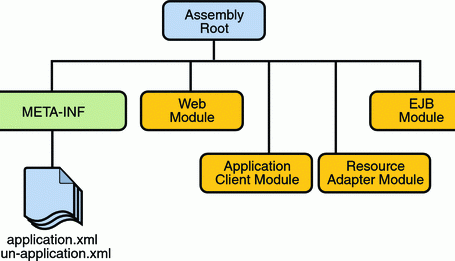 Assembly
Root
META-INF
Web
Module
EJB
Module
Application
Client Module
Resource
Adapter Module
application.xml
un-application.xml